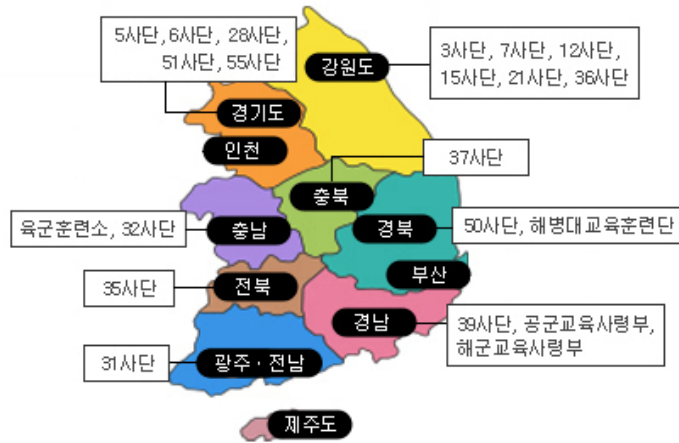 5사단, 6사단, 28사단,
51사단, 55사단
강원도
3사단, 7사단, 12사단,
15사단, 21사단, 36사단
경기도
인천
37사단
충북
육군훈련소, 32사단
충남
경북
50사단, 해병대교육훈련단
부산
35사단
전북
경남
39사단, 공군교육사령부,
해군교육사령부
31사단
광주·전남
제주도